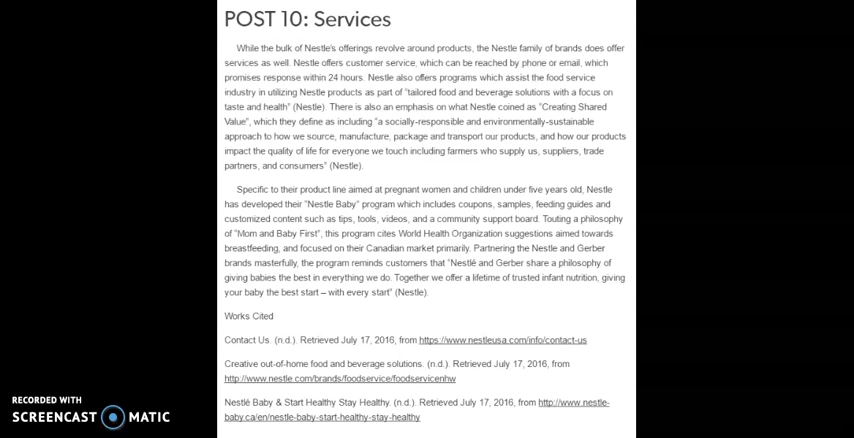 POST 10: Services
While the bulk of Nestle's offerings revolve around products, the Nestle family of brands does offer
services as well. Nestle offers customer service, which can be reached by phone or email, which
promises response within 24 hours. Nestle also offers programs which assist the food service
industry in utilizing Nestle products as part of "tailored food and beverage solutions with a focus on
taste and health" (Nestle). There is also an emphasis on what Nestle coined as "Creating Shared
Value", which they define as including "a socially-responsible and environmentally-sustainable
approach to how we source, manufacture, package and transport our products, and how our products
impact the quality of life for everyone we touch including farmers who supply us, suppliers, trade
partners, and consumers" (Nestle).
Specific to their product line aimed at pregnant women and children under five years old, Nestle
has developed their "Nestle Baby" program which includes coupons, samples, feeding guides and
customized content such as tips, tools, videos, and a community support board. Touting a philosophy
of "Mom and Baby First", this program cites World Health Organization suggestions aimed towards
breastfeeding, and focused on their Canadian market primarily. Partnering the Nestle and Gerber
brands masterfully, the program reminds customers that "Nestlé and Gerber share a philosophy of
giving babies the best in everything we do. Together we offer a lifetime of trusted infant nutrition, giving
your baby the best start – with every start" (Nestle).
Works Cited
Contact Us. (n.d.). Retrieved July 17, 2016, from https://www.nestleusa.com/info/contact-us
Creative out-of-home food and beverage solutions. (n.d.). Retrieved July 17, 2016, from
http://www.nestle.com/brands/foodservice/foodservicenhw
Nestlé Baby & Start Healthy Stay Healthy. (n.d.). Retrieved July 17, 2016, from http://www.nestle-
baby.ca/en/nestle-baby-start-healthy-stay-healthy
RECORDED WITH
SCREENCAST MATIC